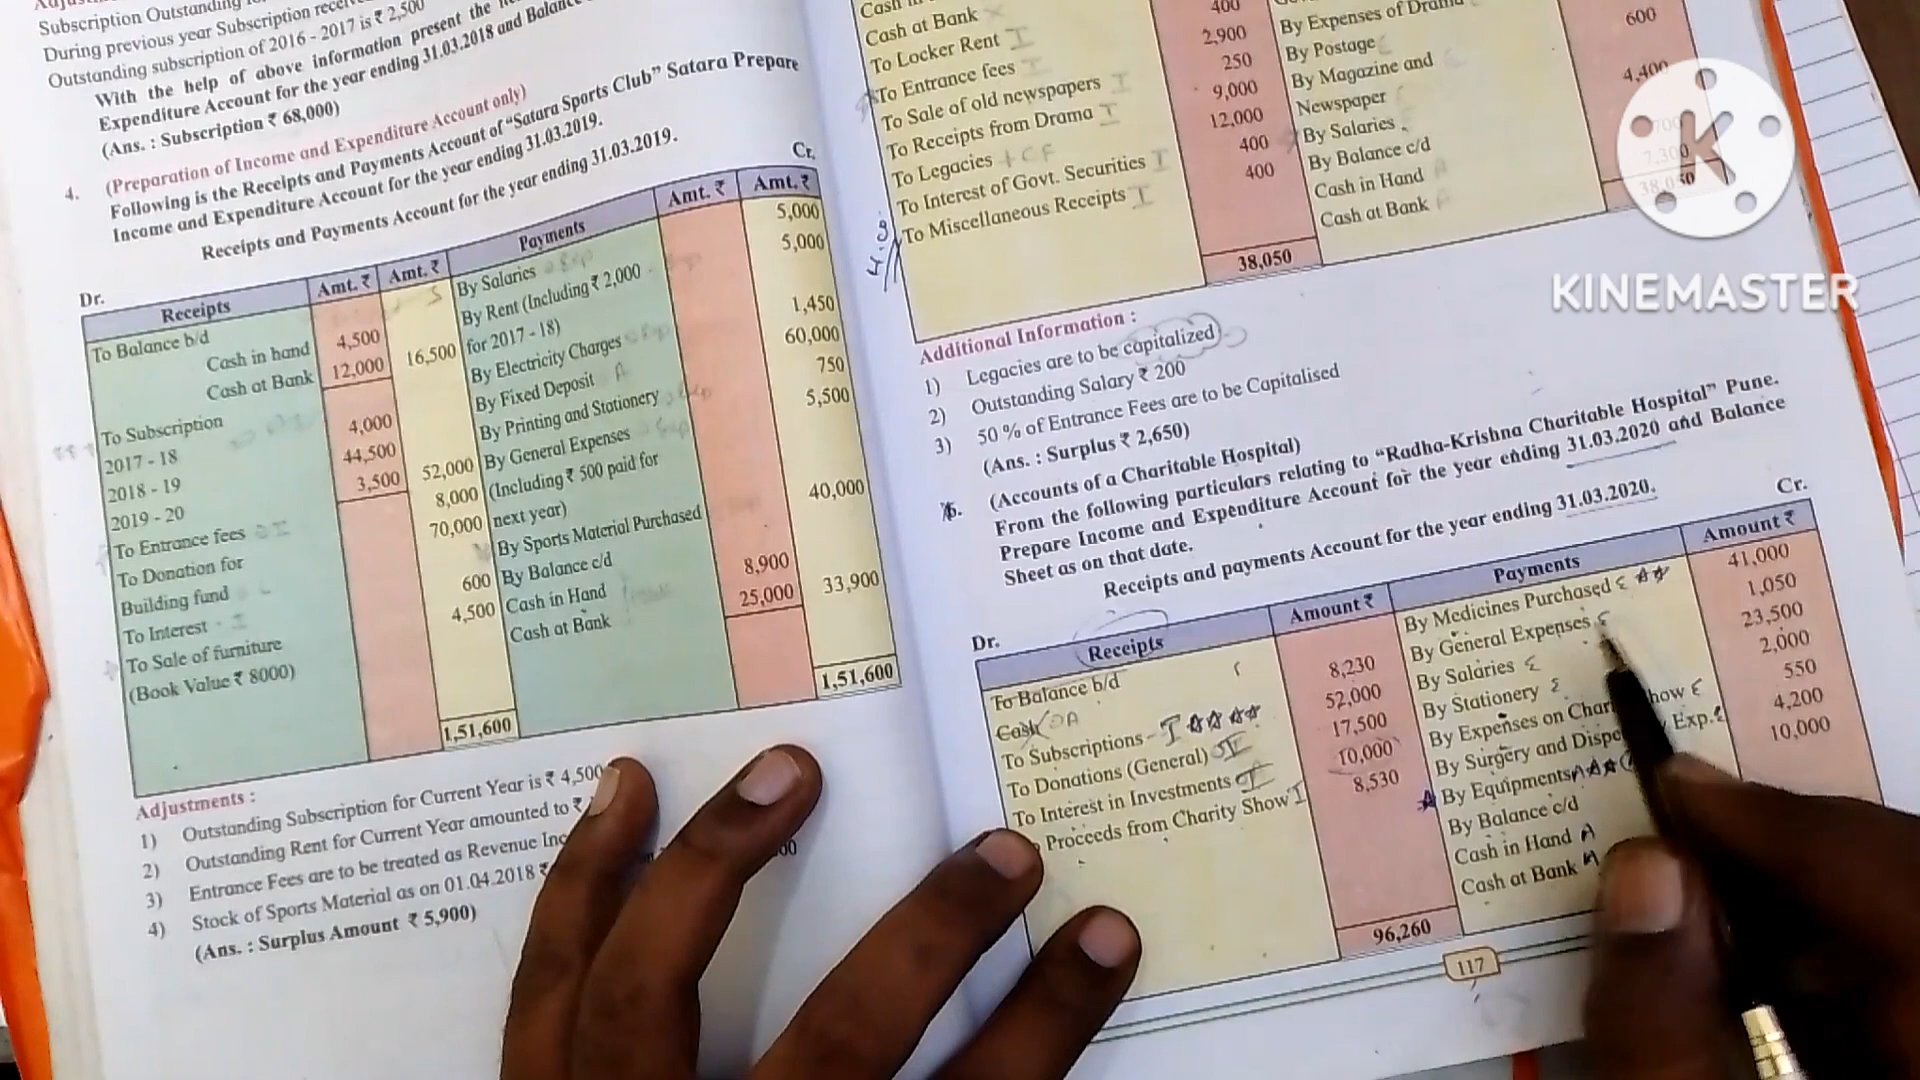 Subscription Outstanding
During previous year Subscription
Outstanding subscription of 2016 - 2017 is ₹ 2,500
With the help of above information present the
Expenditure Account for the year ending 31.03.2018 and Balance
(Ans. : Subscription ₹ 68,000)
4. (Preparation of Income and Expenditure Account only)
Following is the Receipts and Payments Account of “Satara Sports Club” Satara Prepare
Income and Expenditure Account for the year ending 31.03.2019.
Receipts and Payments Account for the year ending 31.03.2019.
Dr. Cr.
Receipts Amt. ₹ Amt. ₹ Payments Amt. ₹ Amt. ₹
To Balance b/d
Cash in hand 4,500
Cash at Bank 12,000 16,500
To Subscription
2017 - 18 4,000
2018 - 19 44,500
2019 - 20 3,500 52,000
To Entrance fees 8,000
To Donation for
Building fund 70,000
To Interest 600
To Sale of furniture 4,500
(Book Value ₹ 8000)
1,51,600
By Salaries 5,000
By Rent (Including ₹ 2,000 5,000
for 2017 - 18)
By Electricity Charges 1,450
By Fixed Deposit 60,000
By Printing and Stationery 750
By General Expenses 5,500
(Including ₹ 500 paid for
next year)
By Sports Material Purchased 40,000
By Balance c/d
Cash in Hand 8,900
Cash at Bank 25,000 33,900
1,51,600
Adjustments :
1) Outstanding Subscription for Current Year is ₹ 4,500
2) Outstanding Rent for Current Year amounted to ₹
3) Entrance Fees are to be treated as Revenue
4) Stock of Sports Material as on 01.04.2018 ₹
(Ans. : Surplus Amount ₹ 5,900)
Cash
Cash at Bank 400
To Locker Rent 2,900
To Entrance fees 250
To Sale of old newspapers 9,000
To Receipts from Drama 12,000
To Legacies 400
To Interest of Govt. Securities 400
To Miscellaneous Receipts
38,050
By Expenses of Drama
By Postage 600
By Magazine and
Newspaper 4,400
By Salaries
By Balance c/d
Cash in Hand 7,300
Cash at Bank 38,050
KINEMASTER
Additional Information :
1) Legacies are to be capitalized
2) Outstanding Salary ₹ 200
3) 50 % of Entrance Fees are to be Capitalised
(Ans. : Surplus ₹ 2,650)
6. (Accounts of a Charitable Hospital)
From the following particulars relating to “Radha-Krishna Charitable Hospital” Pune.
Prepare Income and Expenditure Account for the year ending 31.03.2020 and Balance
Sheet as on that date.
Receipts and payments Account for the year ending 31.03.2020.
Dr. Cr.
Receipts Amount ₹ Payments Amount ₹
To Balance b/d
Cash 8,230
To Subscriptions 52,000
To Donations (General) 17,500
To Interest in Investments 10,000
Proceeds from Charity Show 8,530
96,260
By Medicines Purchased 41,000
By General Expenses 1,050
By Salaries 23,500
By Stationery 2,000
By Expenses on 550
By Surgery and Exp. 4,200
By Equipments 10,000
By Balance c/d
Cash in Hand
Cash at Bank
117